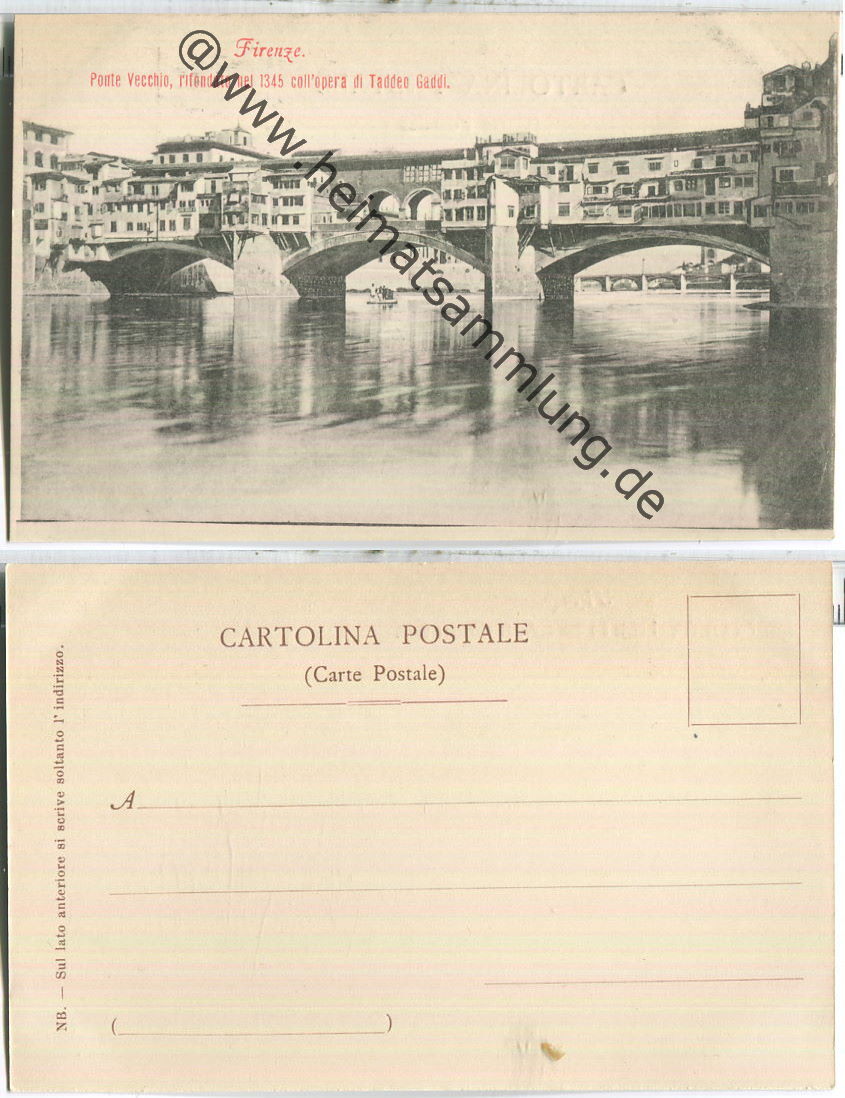 Firenze.
Ponte Vecchio, rifondato nel 1345 coll'opera di Taddeo Gaddi.
@www.heimatsammlung.de
CARTOLINA POSTALE
(Carte Postale)
A
NB. — Sul lato anteriore si scrive soltanto l'indirizzo.
( )